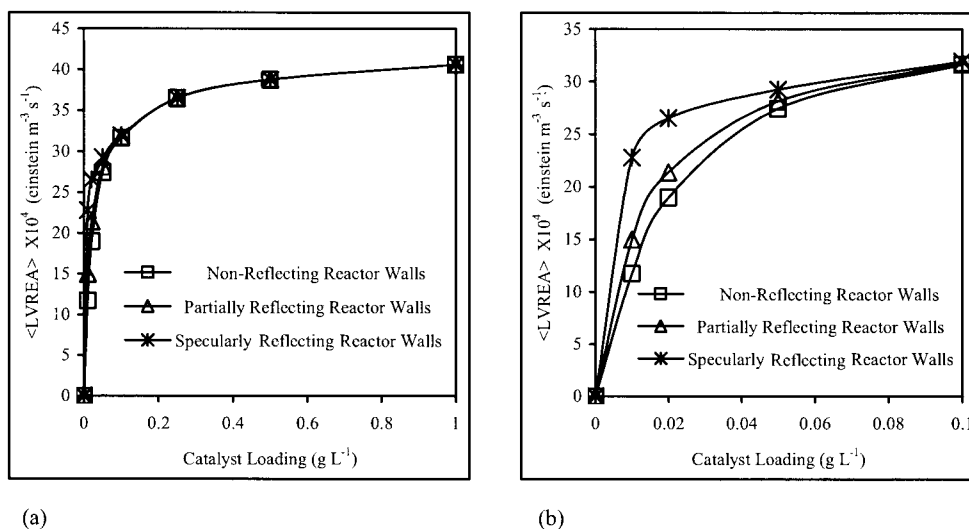 45
40
35
30
25
20
15
10
5
0
<LVREA> X10⁴ (einstein m⁻³ s⁻¹)
Non-Reflecting Reactor Walls
Partially Reflecting Reactor Walls
Specularly Reflecting Reactor Walls
0 0.2 0.4 0.6 0.8 1
Catalyst Loading (g L⁻¹)
(a)
35
30
25
20
15
10
5
0
<LVREA> X10⁴ (einstein m⁻³ s⁻¹)
Non-Reflecting Reactor Walls
Partially Reflecting Reactor Walls
Specularly Reflecting Reactor Walls
0 0.02 0.04 0.06 0.08 0.1
Catalyst Loading (g L⁻¹)
(b)